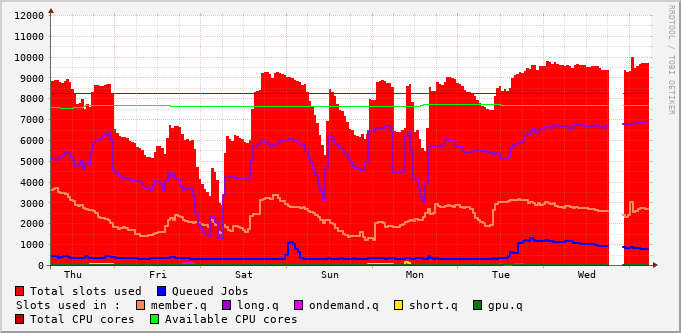 12000
11000
10000
9000
8000
7000
6000
5000
4000
3000
2000
1000
0
Thu Fri Sat Sun Mon Tue Wed
RRDTOOL / TOBI OETIKER
Total slots used Queued Jobs
Slots used in : member.q long.q ondemand.q short.q gpu.q
Total CPU cores Available CPU cores